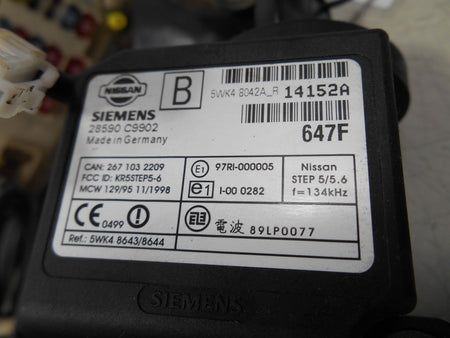 NISSAN
B
5WK4 8042A_R 14152A
SIEMENS
28590 C9902
Made in Germany
647F
CAN: 267 103 2209
FCC ID: KR5STEP5-6
MCW 129/95 11/1998
E1 97RI-000005
e1 I-00 0282
Nissan
STEP 5/5.6
f=134kHz
CE 0499
電波 89LP0077
Ref.: 5WK4 8643/8644
SIEMENS